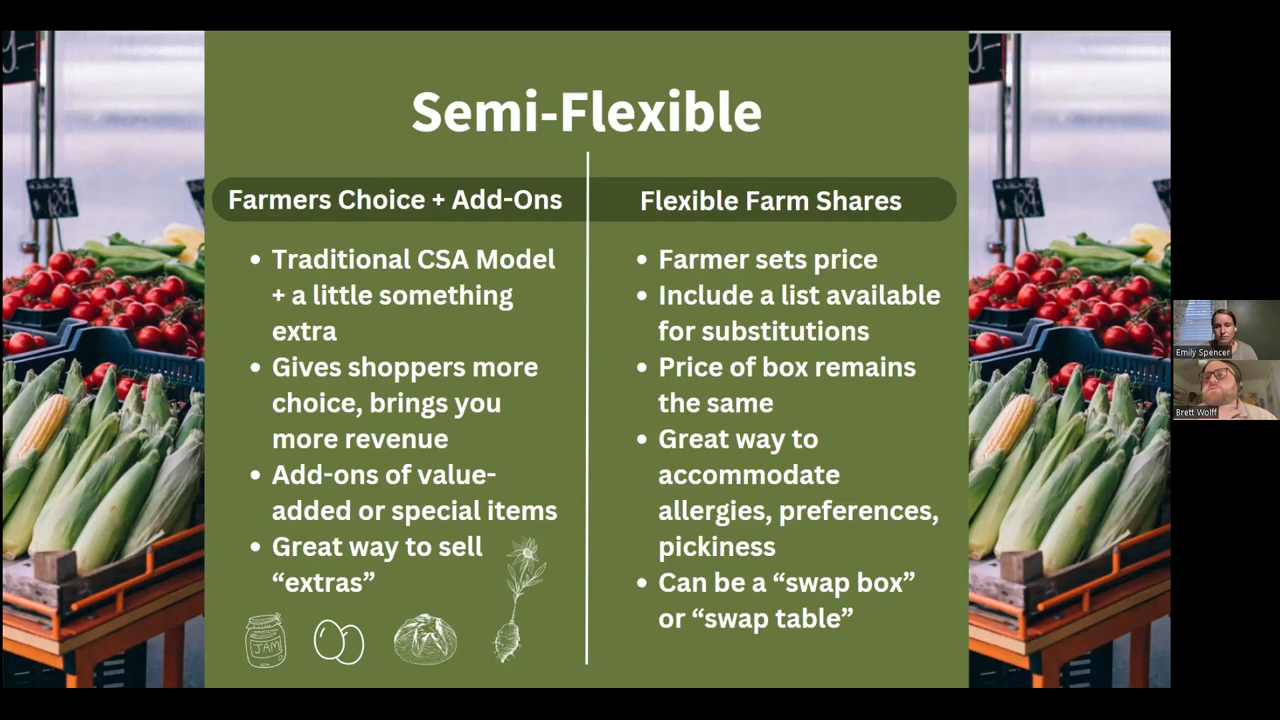 Semi-Flexible
Farmers Choice + Add-Ons
• Traditional CSA Model
+ a little something
extra
• Gives shoppers more
choice, brings you
more revenue
• Add-ons of value-
added or special items
• Great way to sell
“extras”
JAM
Flexible Farm Shares
• Farmer sets price
• Include a list available
for substitutions
• Price of box remains
the same
• Great way to
accommodate
allergies, preferences,
pickiness
• Can be a “swap box”
or “swap table”
Emily Spencer
Brett Wolff